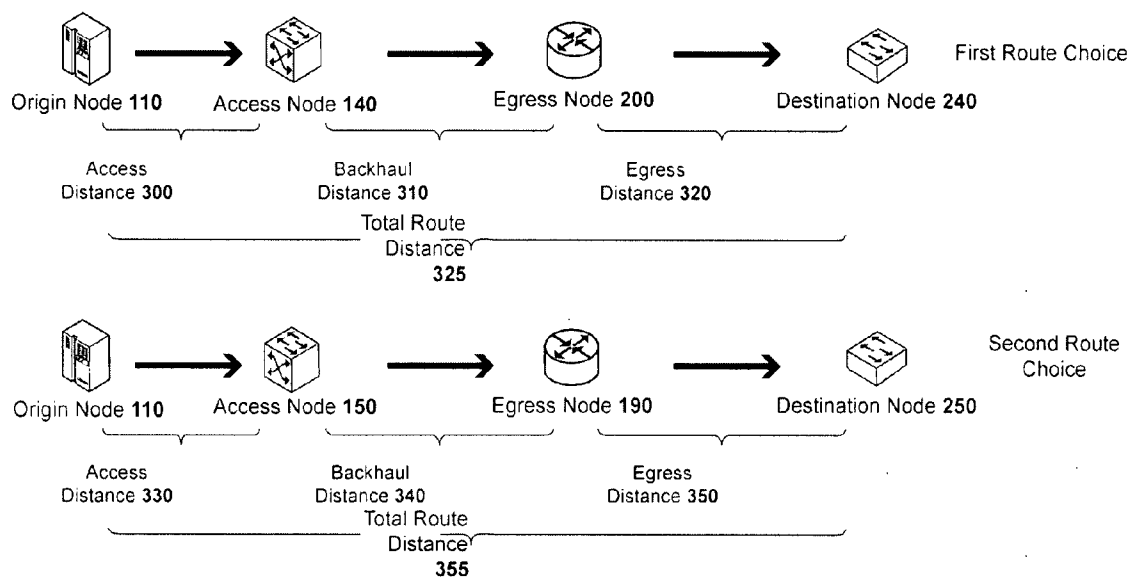 First Route Choice
Origin Node 110
Access Node 140
Egress Node 200
Destination Node 240
Access
Distance 300
Backhaul
Distance 310
Egress
Distance 320
Total Route
Distance
325
Second Route
Choice
Origin Node 110
Access Node 150
Egress Node 190
Destination Node 250
Access
Distance 330
Backhaul
Distance 340
Egress
Distance 350
Total Route
Distance
355